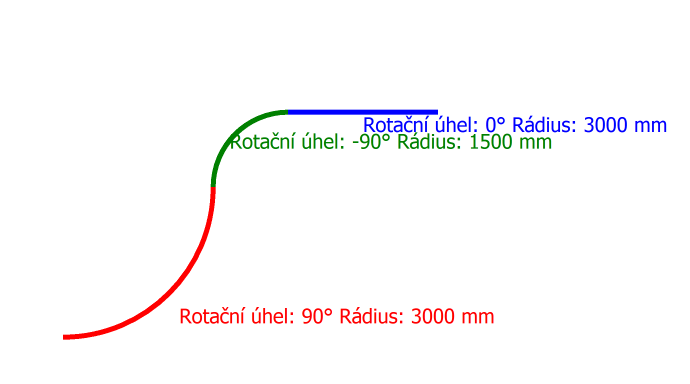 Rotační úhel: 0° Rádius: 3000 mm
Rotační úhel: -90° Rádius: 1500 mm
Rotační úhel: 90° Rádius: 3000 mm